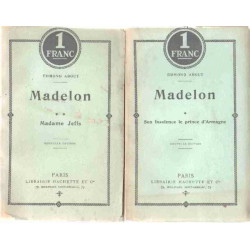 1
FRANC
EDMOND ABOUT
Madelon
**
Madame Jeffs
PARIS
LIBRAIRIE HACHETTE ET Cie
1
FRANC
EDMOND ABOUT
Madelon
*
Son Excellence le prince d'Armagne
PARIS
LIBRAIRIE HACHETTE ET Cie